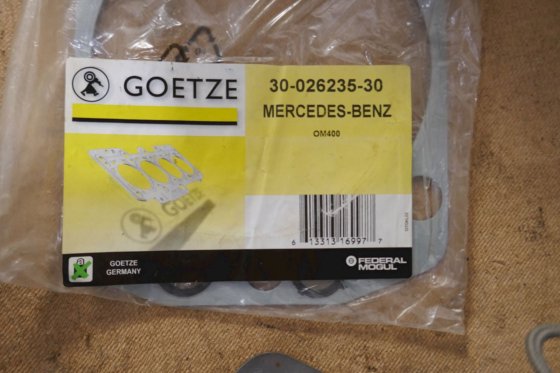 GOETZE
30-026235-30
MERCEDES-BENZ
OM400
GOETZE
6 13313 16997 7
GOETZE
GERMANY
FEDERAL
MOGUL